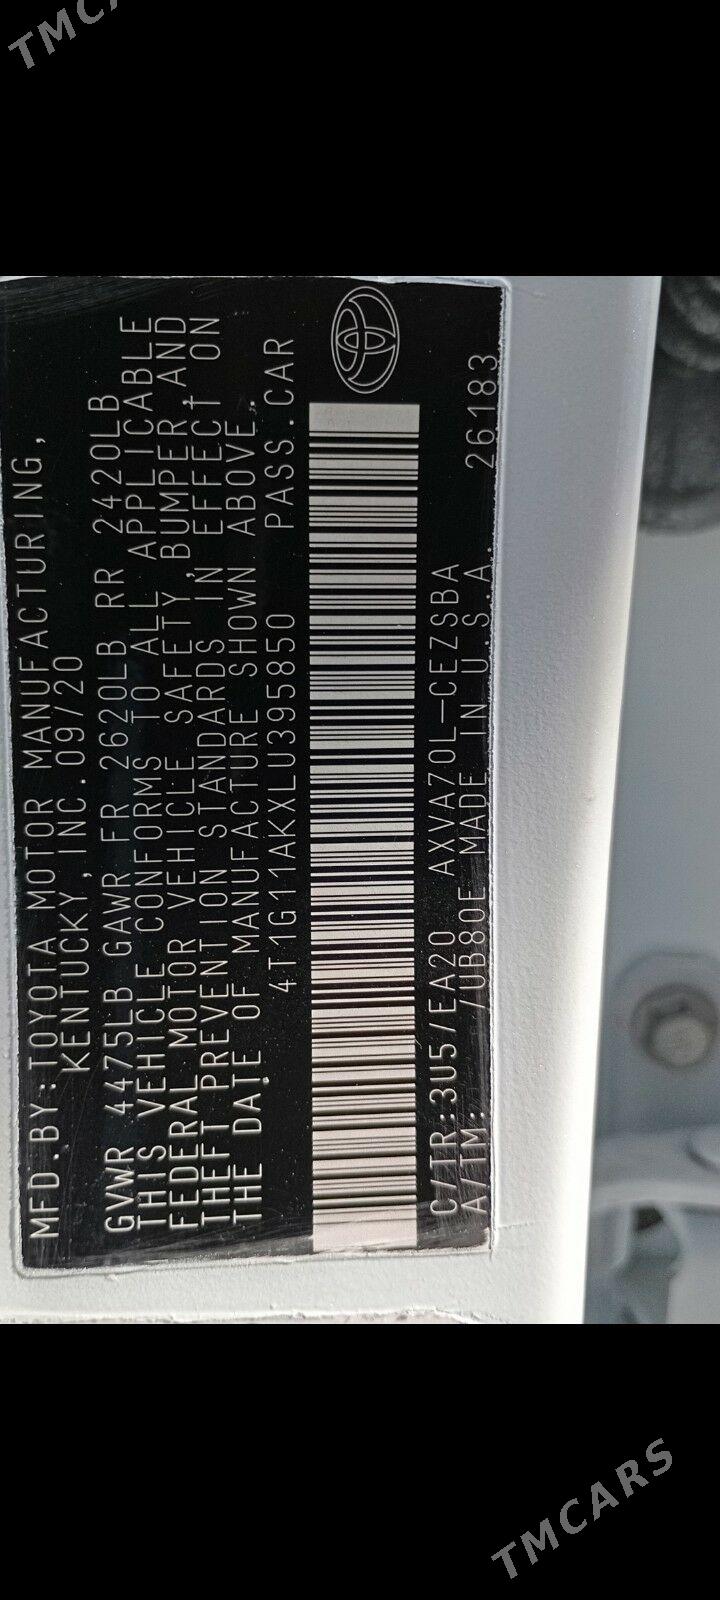 TMCARS
MFD.BY:TOYOTA MOTOR MANUFACTURING,
KENTUCKY,INC.09/20
GVWR 4475LB GAWR FR 2620LB RR 2420LB
THIS VEHICLE CONFORMS TO ALL APPLICABLE
FEDERAL MOTOR VEHICLE SAFETY,BUMPER,AND
THEFT PREVENTION STANDARDS IN EFFECT ON
THE DATE OF MANUFACTURE SHOWN ABOVE.
4T1G11AKXLU395850 PASS.CAR
C/TR:3U5/EA20 AXVA70L-CEZSBA 26183
A/TM: /UB80E MADE IN U.S.A.
TMCARS